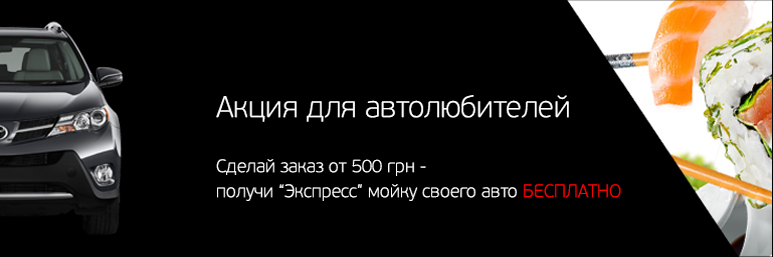 Акция для автолюбителей
Сделай заказ от 500 грн -
получи “Экспресс” мойку своего авто БЕСПЛАТНО